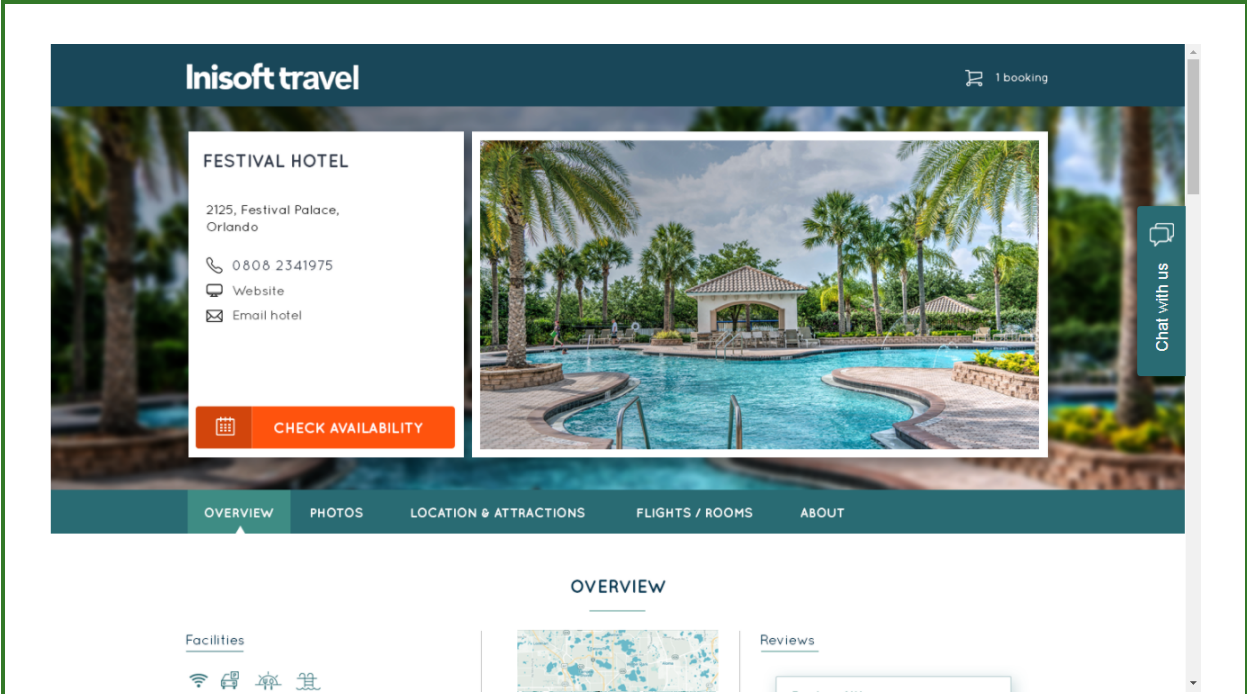 Inisoft travel
1 booking
FESTIVAL HOTEL
2125, Festival Palace,
Orlando
0808 2341975
Website
Email hotel
CHECK AVAILABILITY
Chat with us
OVERVIEW
PHOTOS
LOCATION & ATTRACTIONS
FLIGHTS / ROOMS
ABOUT
OVERVIEW
Facilities
Reviews